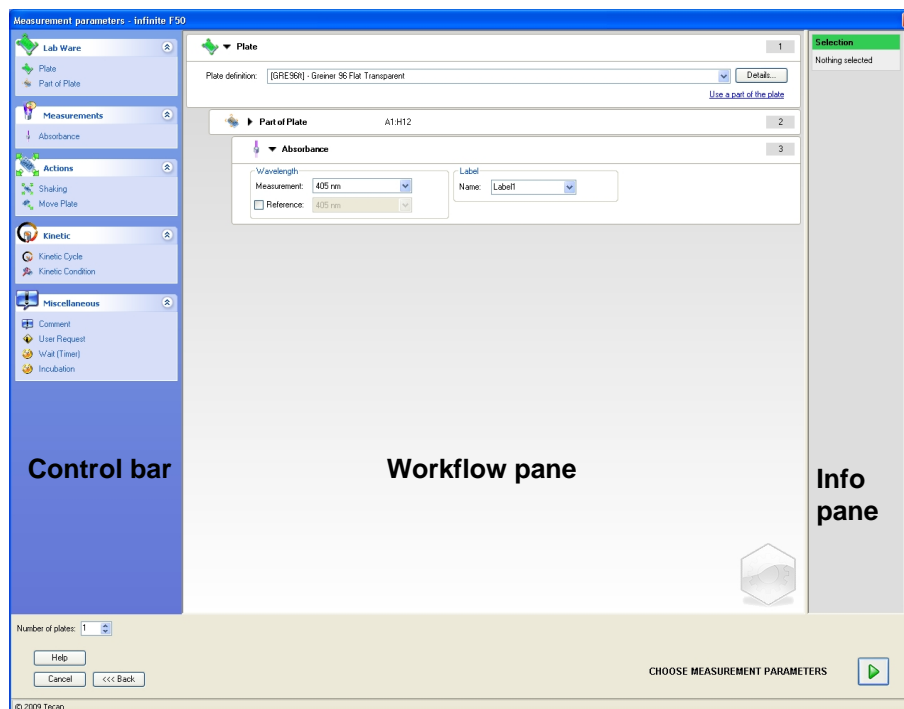 Measurement parameters - infinite F50
Lab Ware
Plate
Part of Plate
Measurements
Absorbance
Actions
Shaking
Move Plate
Kinetic
Kinetic Cycle
Kinetic Condition
Miscellaneous
Comment
User Request
Wait (Timer)
Incubation
Control bar
Plate 1
Plate definition: [GRE96ft] - Greiner 96 Flat Transparent Details...
Use a part of the plate
Part of Plate A1:H12 2
Absorbance 3
Wavelength Label
Measurement: 405 nm Name: Label1
Reference: 405 nm
Workflow pane
Selection
Nothing selected
Info
pane
Number of plates: 1
Help
Cancel <<< Back
CHOOSE MEASUREMENT PARAMETERS
© 2009 Tecan